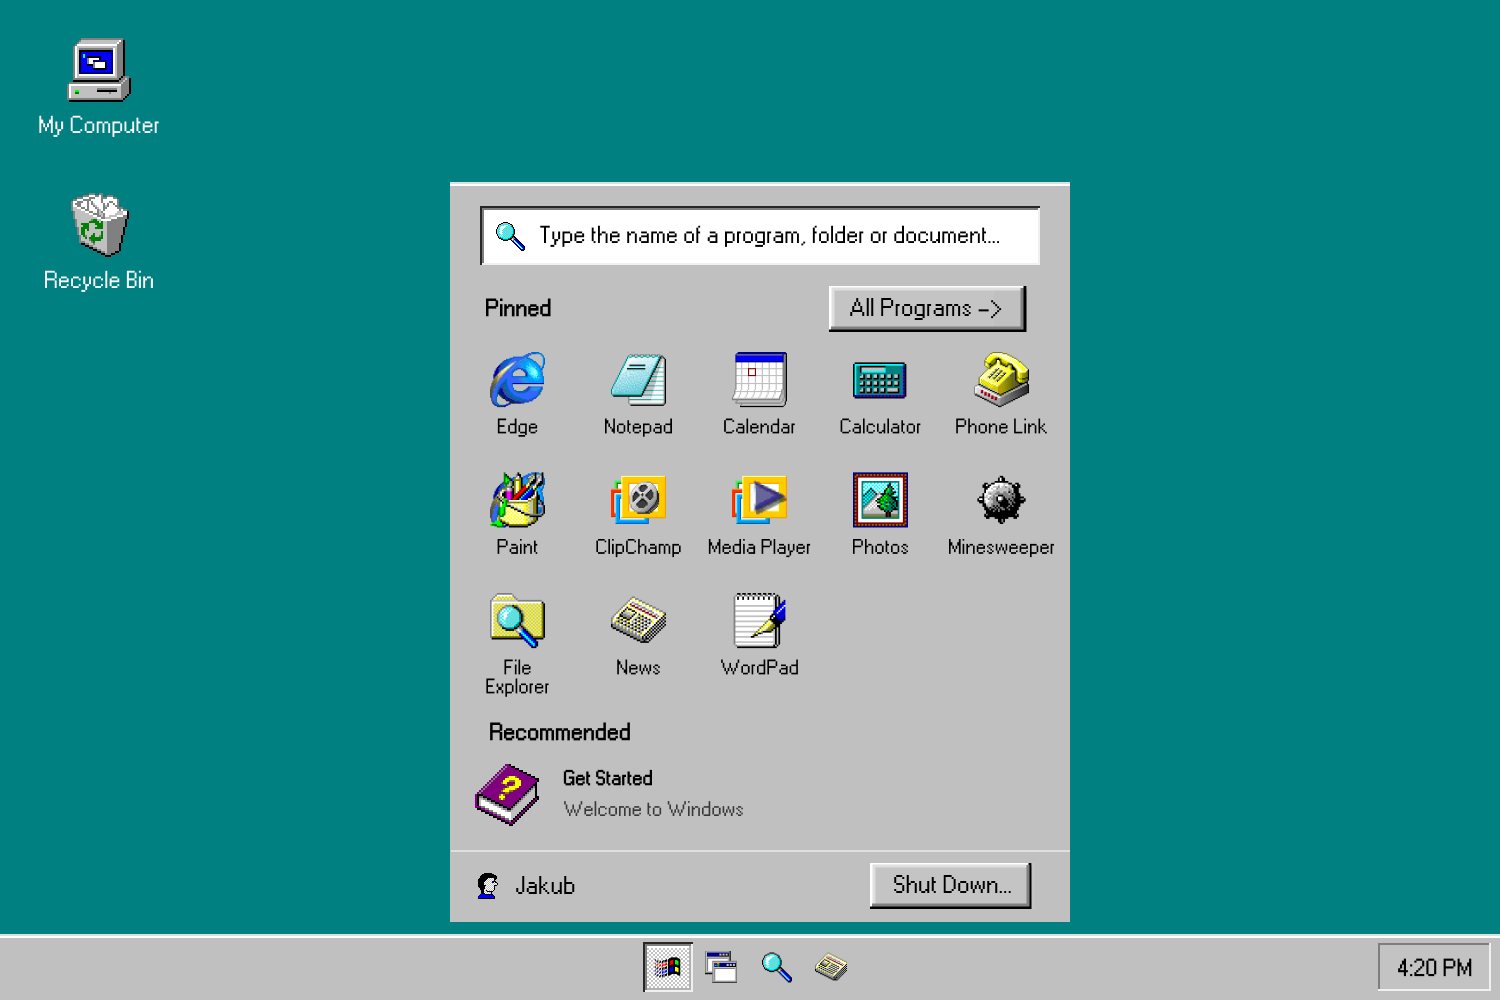 My Computer
Recycle Bin
Type the name of a program, folder or document...
Pinned
All Programs –>
Edge
Notepad
Calendar
Calculator
Phone Link
Paint
ClipChamp
Media Player
Photos
Minesweeper
File
Explorer
News
WordPad
Recommended
Get Started
Welcome to Windows
Jakub
Shut Down...
4:20 PM